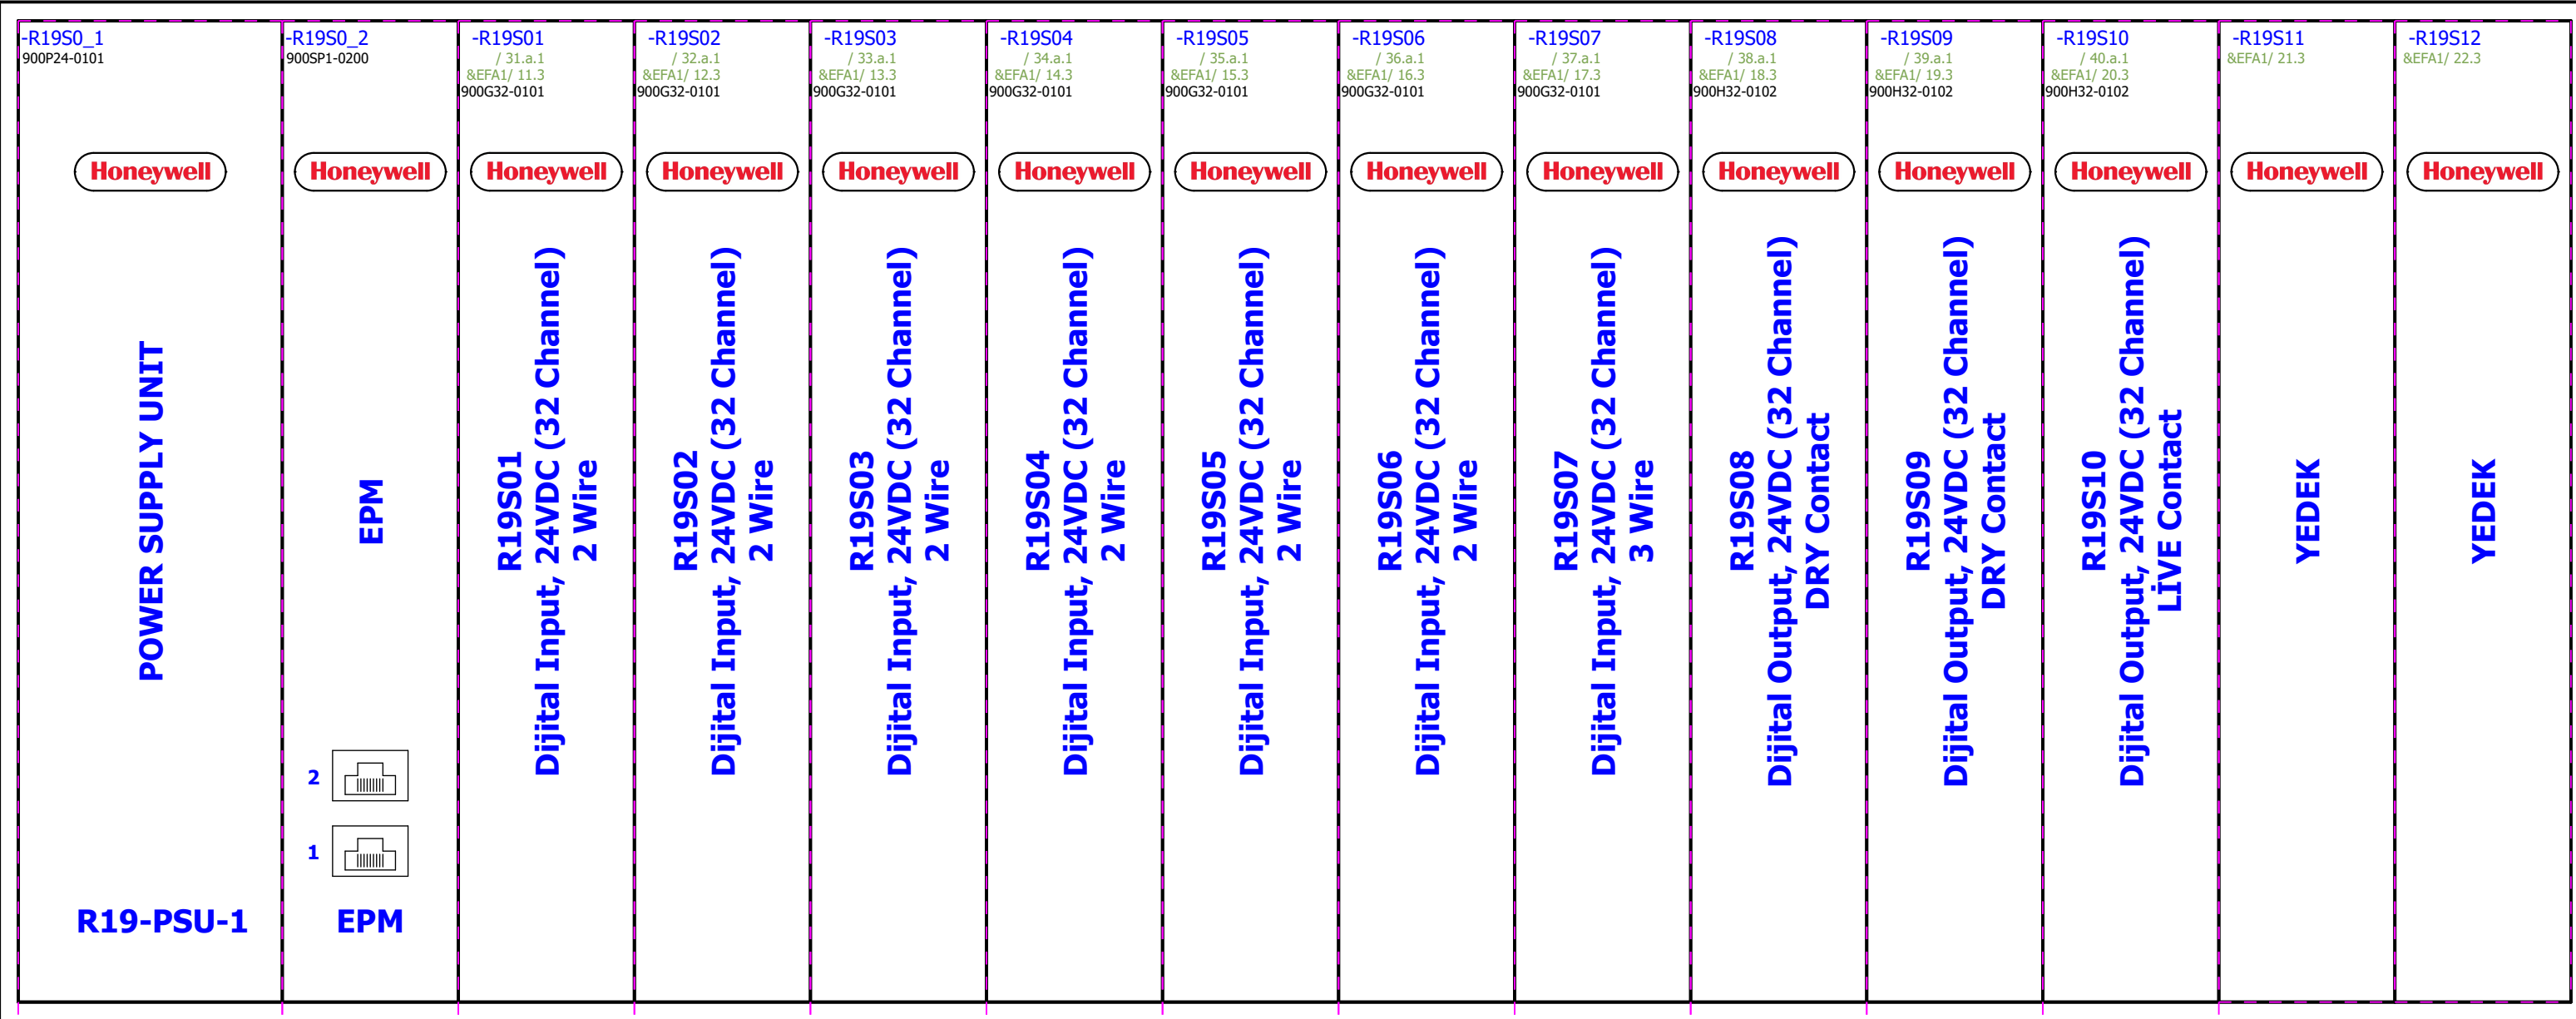 -R19S0_1
900P24-0101
Honeywell
POWER SUPPLY UNIT
R19-PSU-1
-R19S0_2
900SP1-0200
Honeywell
EPM
2
1
EPM
-R19S01
/ 31.a.1
&EFA1/ 11.3
900G32-0101
Honeywell
R19S01
Dijital Input, 24VDC (32 Channel)
2 Wire
-R19S02
/ 32.a.1
&EFA1/ 12.3
900G32-0101
Honeywell
R19S02
Dijital Input, 24VDC (32 Channel)
2 Wire
-R19S03
/ 33.a.1
&EFA1/ 13.3
900G32-0101
Honeywell
R19S03
Dijital Input, 24VDC (32 Channel)
2 Wire
-R19S04
/ 34.a.1
&EFA1/ 14.3
900G32-0101
Honeywell
R19S04
Dijital Input, 24VDC (32 Channel)
2 Wire
-R19S05
/ 35.a.1
&EFA1/ 15.3
900G32-0101
Honeywell
R19S05
Dijital Input, 24VDC (32 Channel)
2 Wire
-R19S06
/ 36.a.1
&EFA1/ 16.3
900G32-0101
Honeywell
R19S06
Dijital Input, 24VDC (32 Channel)
2 Wire
-R19S07
/ 37.a.1
&EFA1/ 17.3
900G32-0101
Honeywell
R19S07
Dijital Input, 24VDC (32 Channel)
3 Wire
-R19S08
/ 38.a.1
&EFA1/ 18.3
900H32-0102
Honeywell
R19S08
Dijital Output, 24VDC (32 Channel)
DRY Contact
-R19S09
/ 39.a.1
&EFA1/ 19.3
900H32-0102
Honeywell
R19S09
Dijital Output, 24VDC (32 Channel)
DRY Contact
-R19S10
/ 40.a.1
&EFA1/ 20.3
900H32-0102
Honeywell
R19S10
Dijital Output, 24VDC (32 Channel)
LİVE Contact
-R19S11
&EFA1/ 21.3
Honeywell
YEDEK
-R19S12
&EFA1/ 22.3
Honeywell
YEDEK